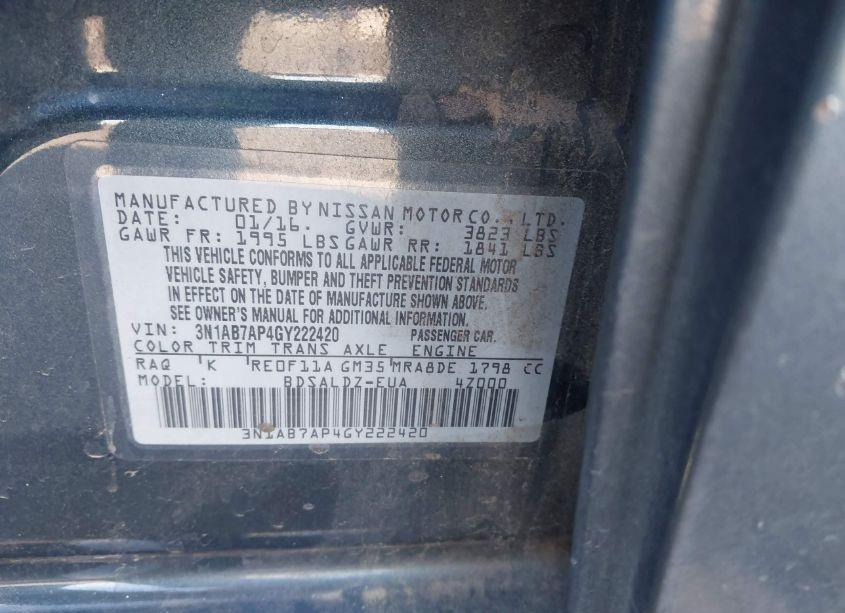 MANUFACTURED BY NISSAN MOTOR CO., LTD.
DATE: 01/16. GVWR: 3823 LBS
GAWR FR: 1995 LBS GAWR RR: 1841 LBS
THIS VEHICLE CONFORMS TO ALL APPLICABLE FEDERAL MOTOR
VEHICLE SAFETY, BUMPER AND THEFT PREVENTION STANDARDS
IN EFFECT ON THE DATE OF MANUFACTURE SHOWN ABOVE.
SEE OWNER'S MANUAL FOR ADDITIONAL INFORMATION.
VIN: 3N1AB7AP4GY222420 PASSENGER CAR.
COLOR TRIM TRANS AXLE ENGINE
RAQ K RE0F11A GM35 MRA8DE 1798 CC
MODEL: BDSALDZ-EUA 4Z000
3N1AB7AP4GY222420